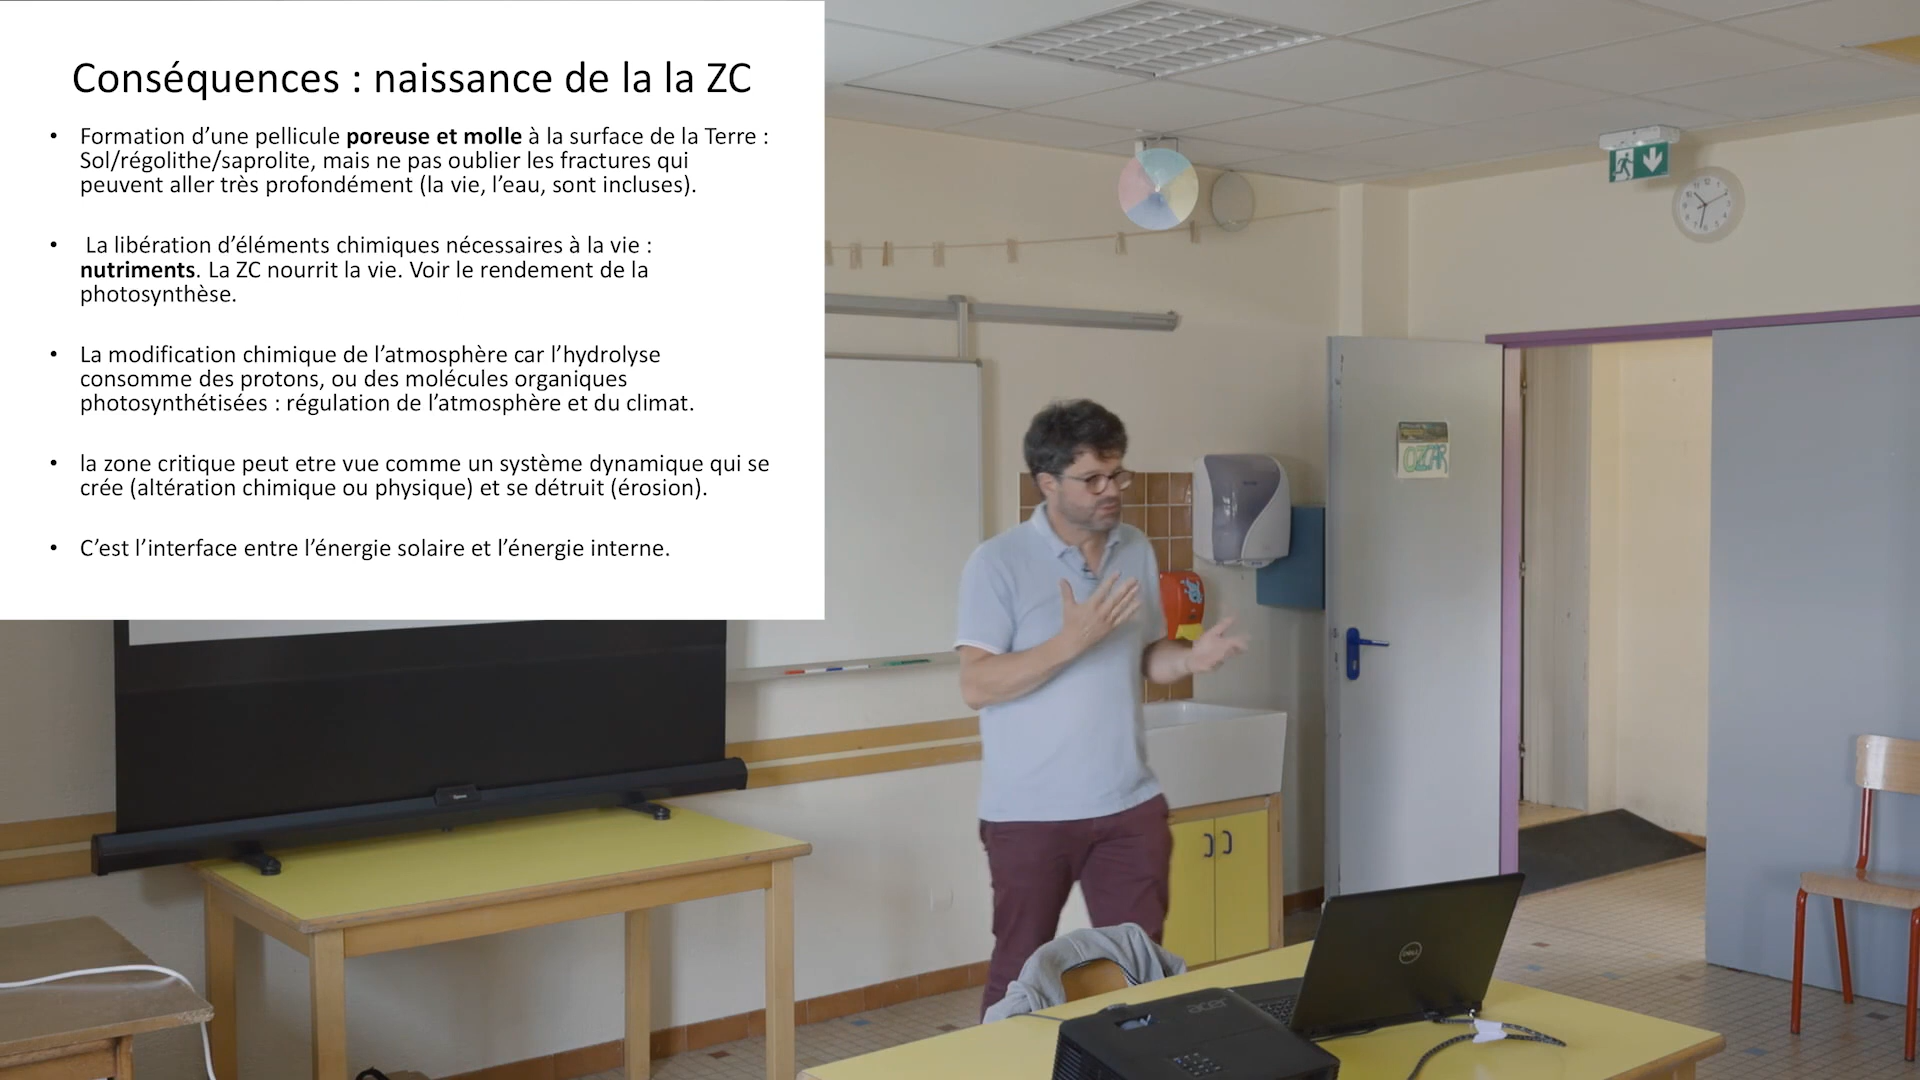 Conséquences : naissance de la la ZC
• Formation d’une pellicule poreuse et molle à la surface de la Terre :
Sol/régolithe/saprolite, mais ne pas oublier les fractures qui
peuvent aller très profondément (la vie, l’eau, sont incluses).
• La libération d’éléments chimiques nécessaires à la vie :
nutriments. La ZC nourrit la vie. Voir le rendement de la
photosynthèse.
• La modification chimique de l’atmosphère car l’hydrolyse
consomme des protons, ou des molécules organiques
photosynthétisées : régulation de l’atmosphère et du climat.
• la zone critique peut etre vue comme un système dynamique qui se
crée (altération chimique ou physique) et se détruit (érosion).
• C’est l’interface entre l’énergie solaire et l’énergie interne.
OZCAR
DELL
acer